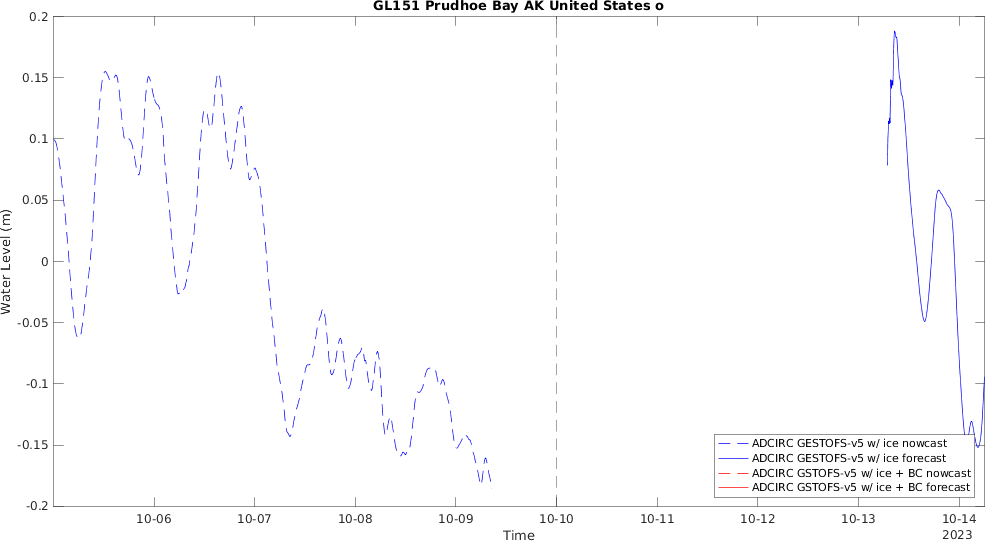 GL151 Prudhoe Bay AK United States o
0.2
0.15
0.1
0.05
0
-0.05
-0.1
-0.15
-0.2
Water Level (m)
10-06 10-07 10-08 10-09 10-10 10-11 10-12 10-13 10-14
2023
Time
ADCIRC GESTOFS-v5 w/ ice nowcast
ADCIRC GESTOFS-v5 w/ ice forecast
ADCIRC GSTOFS-v5 w/ ice + BC nowcast
ADCIRC GSTOFS-v5 w/ ice + BC forecast